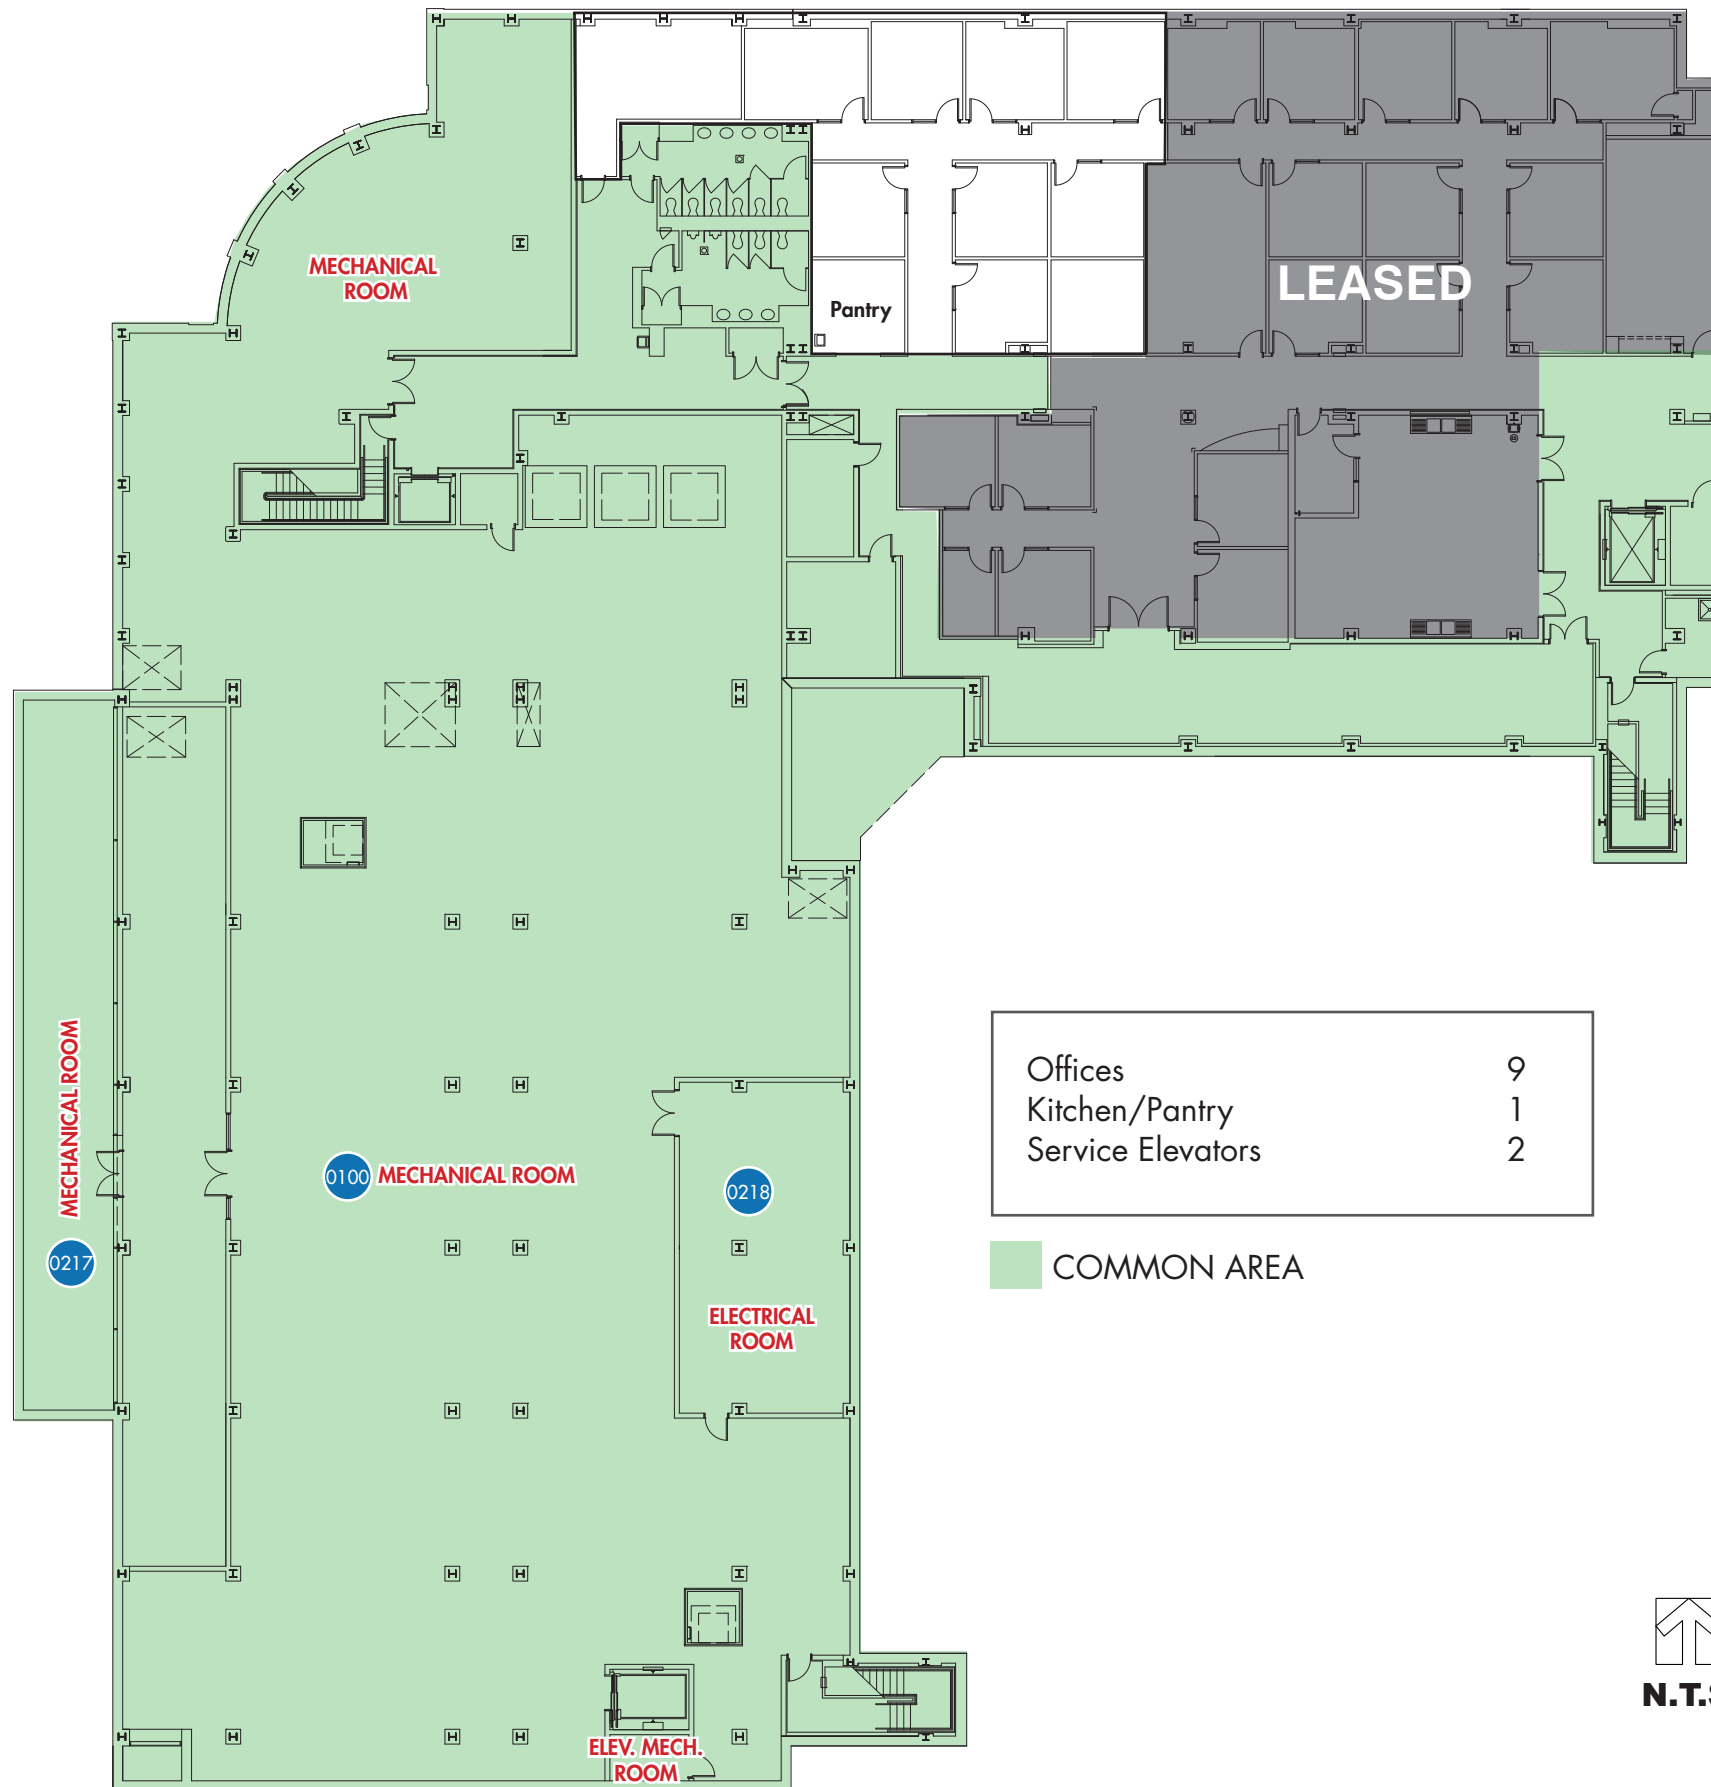 MECHANICAL
ROOM
Pantry
LEASED
MECHANICAL ROOM
0217
0100 MECHANICAL ROOM
0218
ELECTRICAL
ROOM
Offices 9
Kitchen/Pantry 1
Service Elevators 2
COMMON AREA
ELEV. MECH.
ROOM
N.T.S